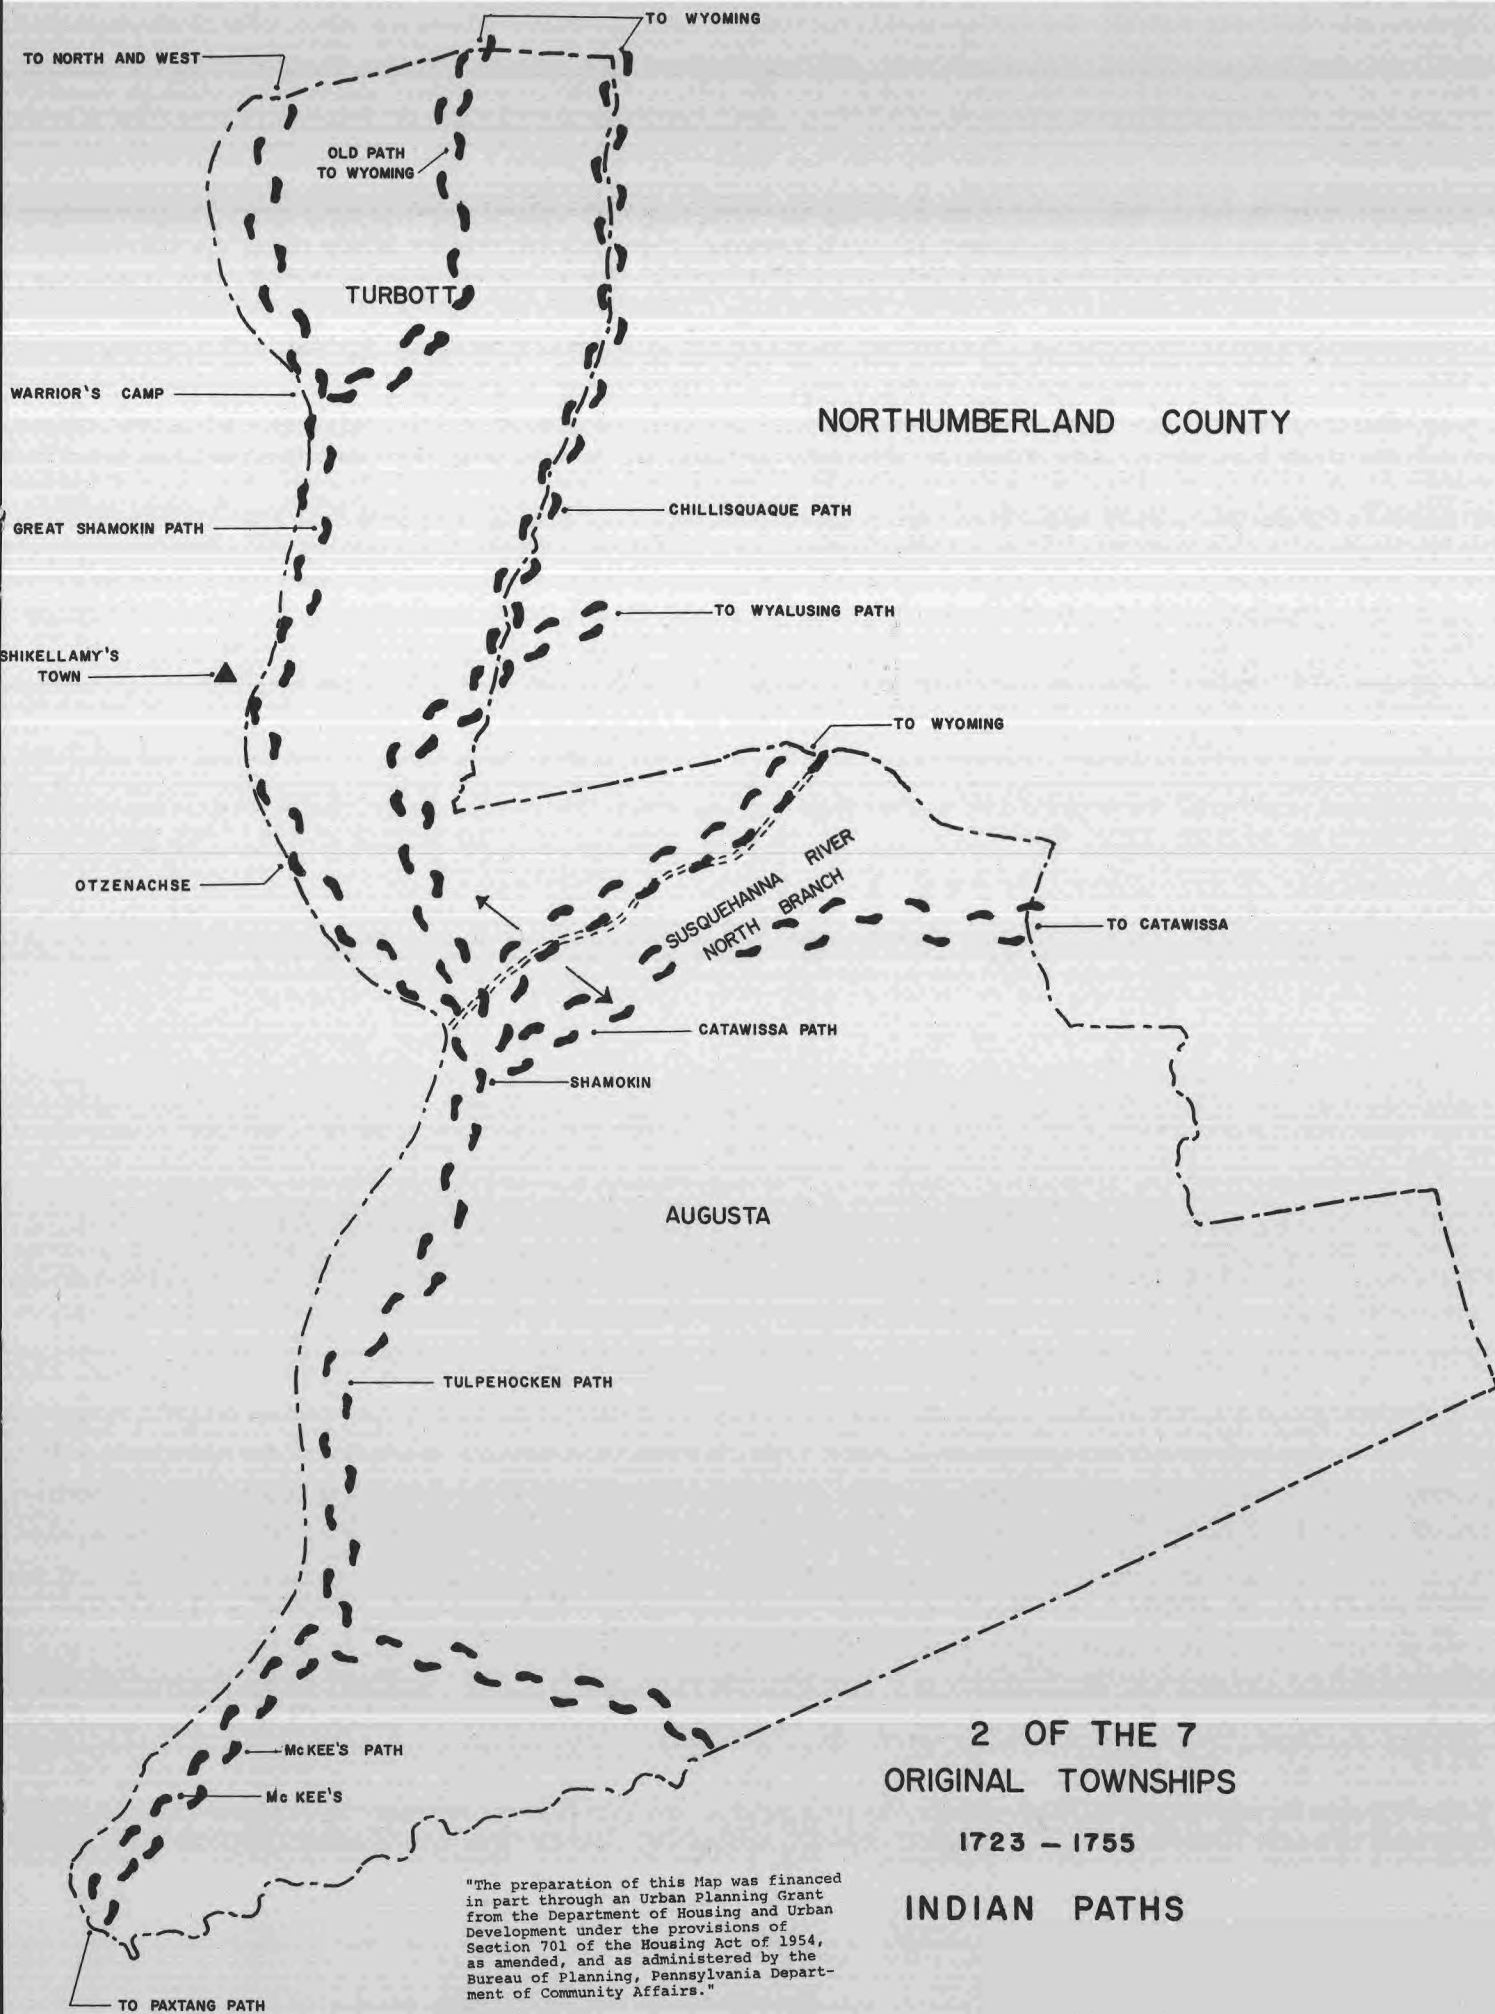 TO WYOMING
TO NORTH AND WEST
OLD PATH
TO WYOMING
TURBOTT
WARRIOR'S CAMP
NORTHUMBERLAND COUNTY
CHILLISQUAQUE PATH
GREAT SHAMOKIN PATH
TO WYALUSING PATH
SHIKELLAMY'S
TOWN
TO WYOMING
SUSQUEHANNA RIVER
NORTH BRANCH
OTZENACHSE
TO CATAWISSA
CATAWISSA PATH
SHAMOKIN
AUGUSTA
TULPEHOCKEN PATH
McKEE'S PATH
Mc KEE'S
2 OF THE 7
ORIGINAL TOWNSHIPS
1723 - 1755
INDIAN PATHS
"The preparation of this Map was financed
in part through an Urban Planning Grant
from the Department of Housing and Urban
Development under the provisions of
Section 701 of the Housing Act of 1954,
as amended, and as administered by the
Bureau of Planning, Pennsylvania Depart-
ment of Community Affairs."
TO PAXTANG PATH